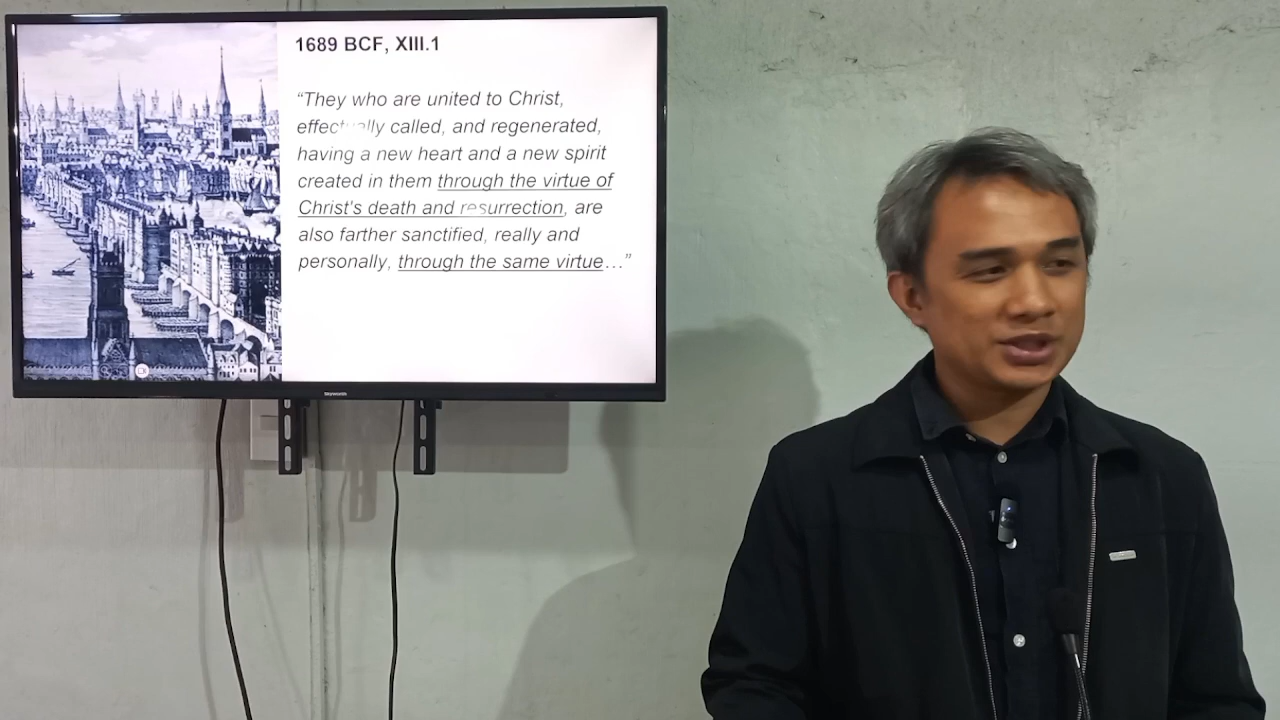 1689 BCF, XIII.1
“They who are united to Christ,
effectually called, and regenerated,
having a new heart and a new spirit
created in them through the virtue of
Christ's death and resurrection, are
also farther sanctified, really and
personally, through the same virtue…”
Skyworth